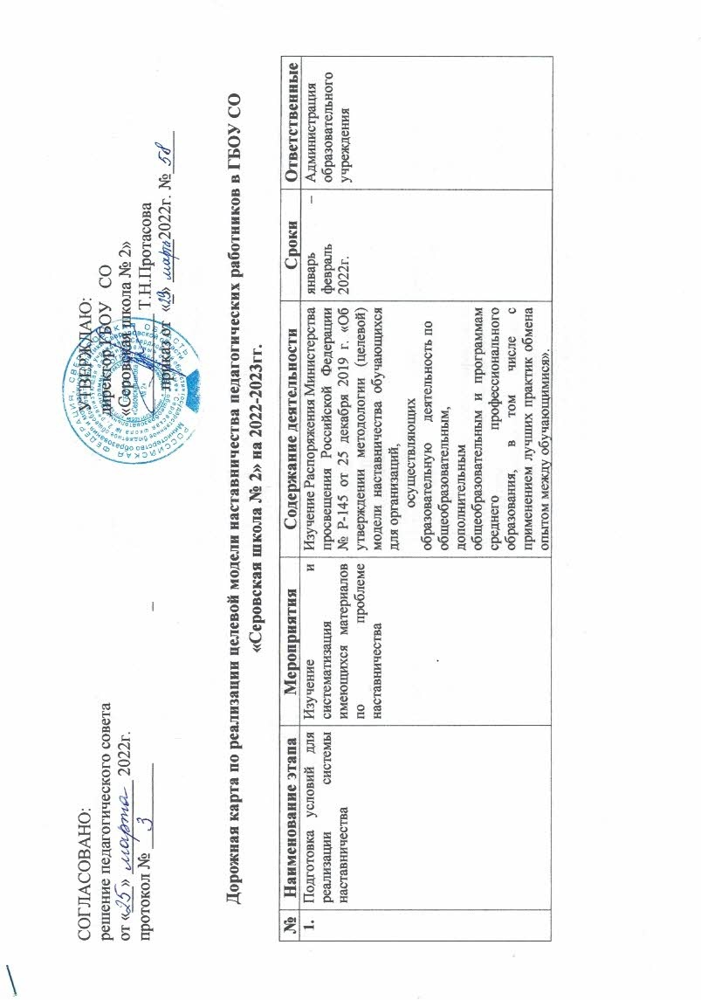 СОГЛАСОВАНО:
решение педагогического совета
от «25» марта 2022г.
протокол № 3
УТВЕРЖДАЮ:
директор ГБОУ СО
«Серовская школа № 2»
Т.Н.Протасова
приказ от «29» марта 2022г. № 58
Дорожная карта по реализации целевой модели наставничества педагогических работников в ГБОУ СО
«Серовская школа № 2» на 2022-2023гг.
№ Наименование этапа Мероприятия Содержание деятельности Сроки Ответственные
1.
Подготовка условий для
реализации системы
наставничества
Изучение и
систематизация
имеющихся материалов
по проблеме
наставничества
Изучение Распоряжения Министерства
просвещения Российской Федерации
№ Р-145 от 25 декабря 2019 г. «Об
утверждении методологии (целевой)
модели наставничества обучающихся
для организаций,
осуществляющих
образовательную деятельность по
общеобразовательным,
дополнительным
общеобразовательным и программам
среднего профессионального
образования, в том числе с
применением лучших практик обмена
опытом между обучающимися».
январь –
февраль
2022г.
Администрация
образовательного
учреждения